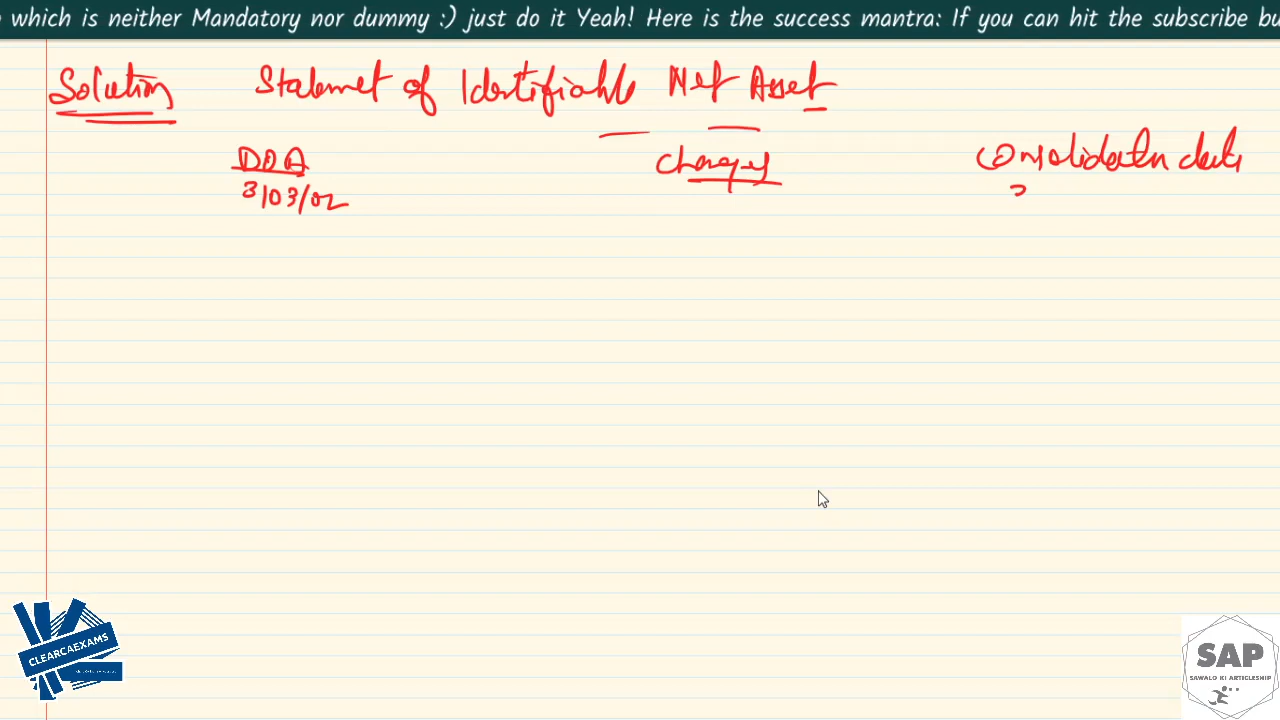 which is neither Mandatory nor dummy :) just do it Yeah! Here is the success mantra: If you can hit the subscribe bu
Solution Statement of Identifiable Net Asset
DOA Changes Consolidation date
3/03/02
CLEARCAEXAMS
SAP
SAWALO KI ARTICLESHIP